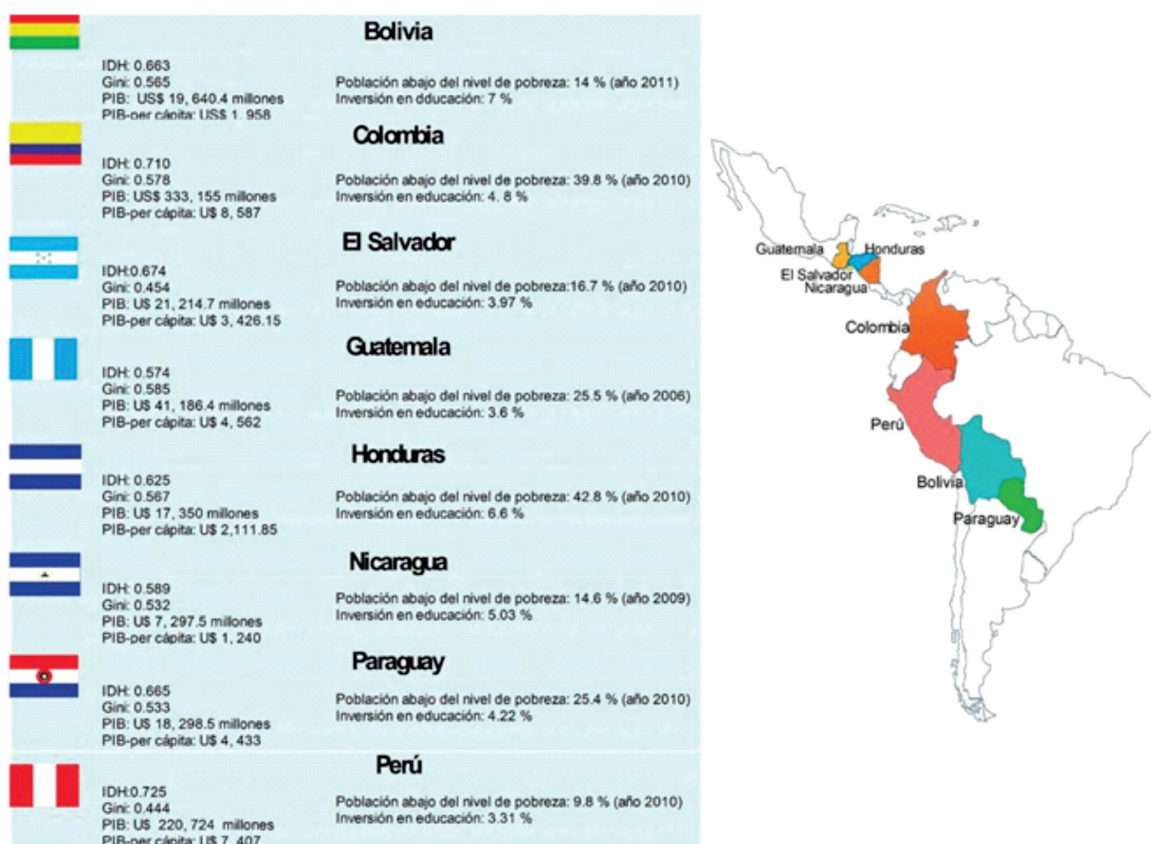 Bolivia
IDH: 0.663
Gini: 0.565
PIB: US$ 19, 640.4 millones
PIB-per cápita: US$ 1, 958
Población abajo del nivel de pobreza: 14 % (año 2011)
Inversión en dducación: 7 %
Colombia
IDH: 0.710
Gini: 0.578
PIB: US$ 333, 155 millones
PIB-per cápita: U$ 8, 587
Población abajo del nivel de pobreza: 39.8 % (año 2010)
Inversión en educación: 4. 8 %
El Salvador
IDH:0.674
Gini: 0.454
PIB: U$ 21, 214.7 millones
PIB-per cápita: U$ 3, 426.15
Población abajo del nivel de pobreza:16.7 % (año 2010)
Inversión en educación: 3.97 %
Guatemala
IDH: 0.574
Gini: 0.585
PIB: U$ 41, 186.4 millones
PIB-per cápita: U$ 4, 562
Población abajo del nivel de pobreza: 25.5 % (año 2006)
Inversión en educación: 3.6 %
Honduras
IDH: 0.625
Gini: 0.567
PIB: U$ 17, 350 millones
PIB-per cápita: U$ 2,111.85
Población abajo del nivel de pobreza: 42.8 % (año 2010)
Inversión en educación: 6.6 %
Nicaragua
IDH: 0.589
Gini: 0.532
PIB: U$ 7, 297.5 millones
PIB-per cápita: U$ 1, 240
Población abajo del nivel de pobreza: 14.6 % (año 2009)
Inversión en educación: 5.03 %
Paraguay
IDH: 0.665
Gini: 0.533
PIB: U$ 18, 298.5 millones
PIB-per cápita: U$ 4, 433
Población abajo del nivel de pobreza: 25.4 % (año 2010)
Inversión en educación: 4.22 %
Perú
IDH:0.725
Gini: 0.444
PIB: U$ 220, 724 millones
PIB-per cápita: U$ 7, 407
Población abajo del nivel de pobreza: 9.8 % (año 2010)
Inversión en educación: 3.31 %
Guatemala
Honduras
El Salvador
Nicaragua
Colombia
Perú
Bolivia
Paraguay